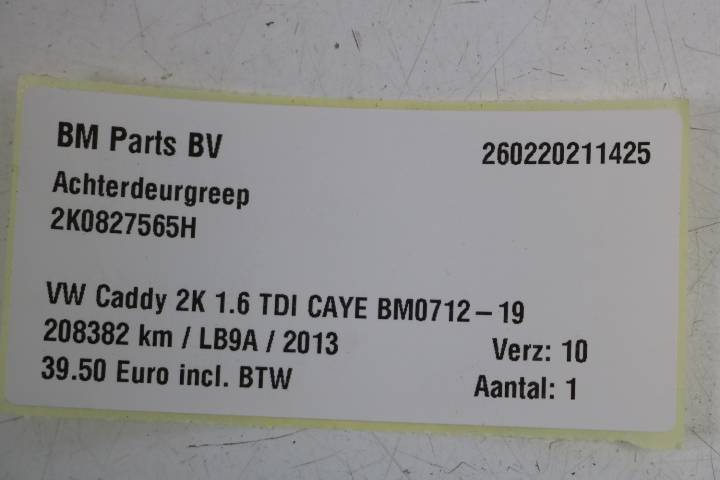 BM Parts BV 260220211425
Achterdeurgreep
2K0827565H
VW Caddy 2K 1.6 TDI CAYE BM0712-19
208382 km / LB9A / 2013 Verz: 10
39.50 Euro incl. BTW Aantal: 1